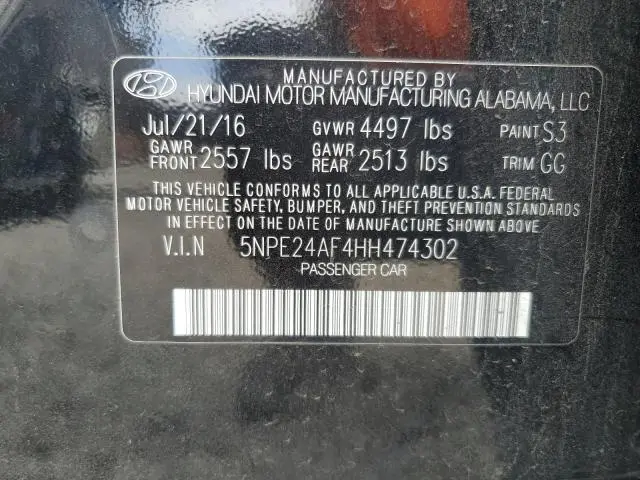 MANUFACTURED BY
HYUNDAI MOTOR MANUFACTURING ALABAMA, LLC
Jul/21/16 GVWR 4497 lbs PAINT S3
GAWR FRONT 2557 lbs GAWR REAR 2513 lbs TRIM GG
THIS VEHICLE CONFORMS TO ALL APPLICABLE U.S.A. FEDERAL
MOTOR VEHICLE SAFETY, BUMPER, AND THEFT PREVENTION STANDARDS
IN EFFECT ON THE DATE OF MANUFACTURE SHOWN ABOVE
V.I.N 5NPE24AF4HH474302
PASSENGER CAR